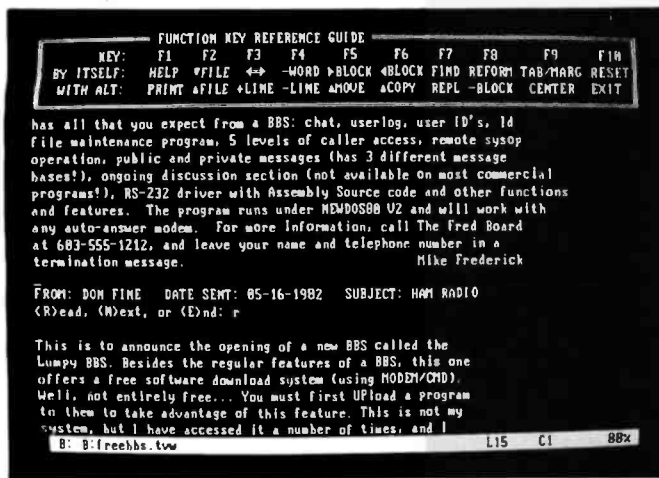 FUNCTION KEY REFERENCE GUIDE
KEY: F1 F2 F3 F4 F5 F6 F7 F8 F9 F10
BY ITSELF: HELP ▼FILE ↔ -WORD ▶BLOCK ◀BLOCK FIND REFORM TAB/MARG RESET
WITH ALT: PRINT ▲FILE +LINE -LINE ▲MOVE ▲COPY REPL -BLOCK CENTER EXIT
has all that you expect from a BBS: chat, userlog, user ID's, Id
file maintenance program, 5 levels of caller access, remote sysop
operation, public and private messages (has 3 different message
bases!), ongoing discussion section (not available on most commercial
programs!), RS-232 driver with Assembly Source code and other functions
and features. The program runs under NEWDOS80 V2 and will work with
any auto-answer modem. For more Information, call The Fred Board
at 603-555-1212, and leave your name and telephone number in a
termination message. Mike Frederick
FROM: DON FINE DATE SENT: 05-16-1982 SUBJECT: HAM RADIO
(R)ead, (N)ext, or (E)nd: r
This is to announce the opening of a new BBS called the
Lumpy BBS. Besides the regular features of a BBS, this one
offers a free software download system (using MODEM/CMD).
Well, not entirely free... You must first UPload a program
to them to take advantage of this feature. This is not my
system, but I have accessed it a number of times, and I
B: B:freebbs.tvw L15 C1 88%